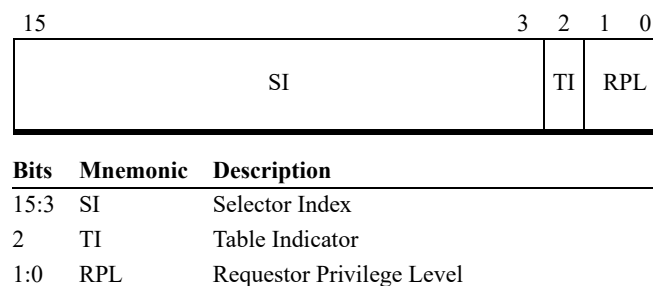 15 3 2 1 0
SI TI RPL
Bits Mnemonic Description
15:3 SI Selector Index
2 TI Table Indicator
1:0 RPL Requestor Privilege Level